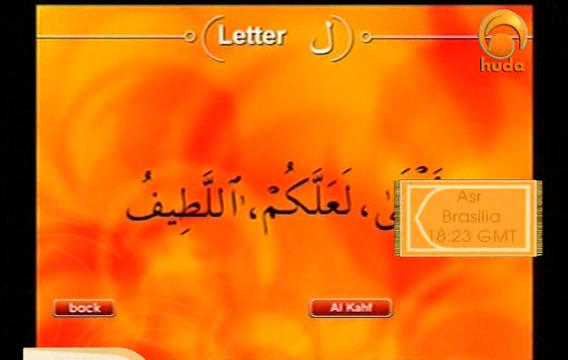 Letter ل
huda
لَعَلَّكُمْ، ٱللَّطِيفُ
Asr
Brasilia
18:23 GMT
back
Al Kahf